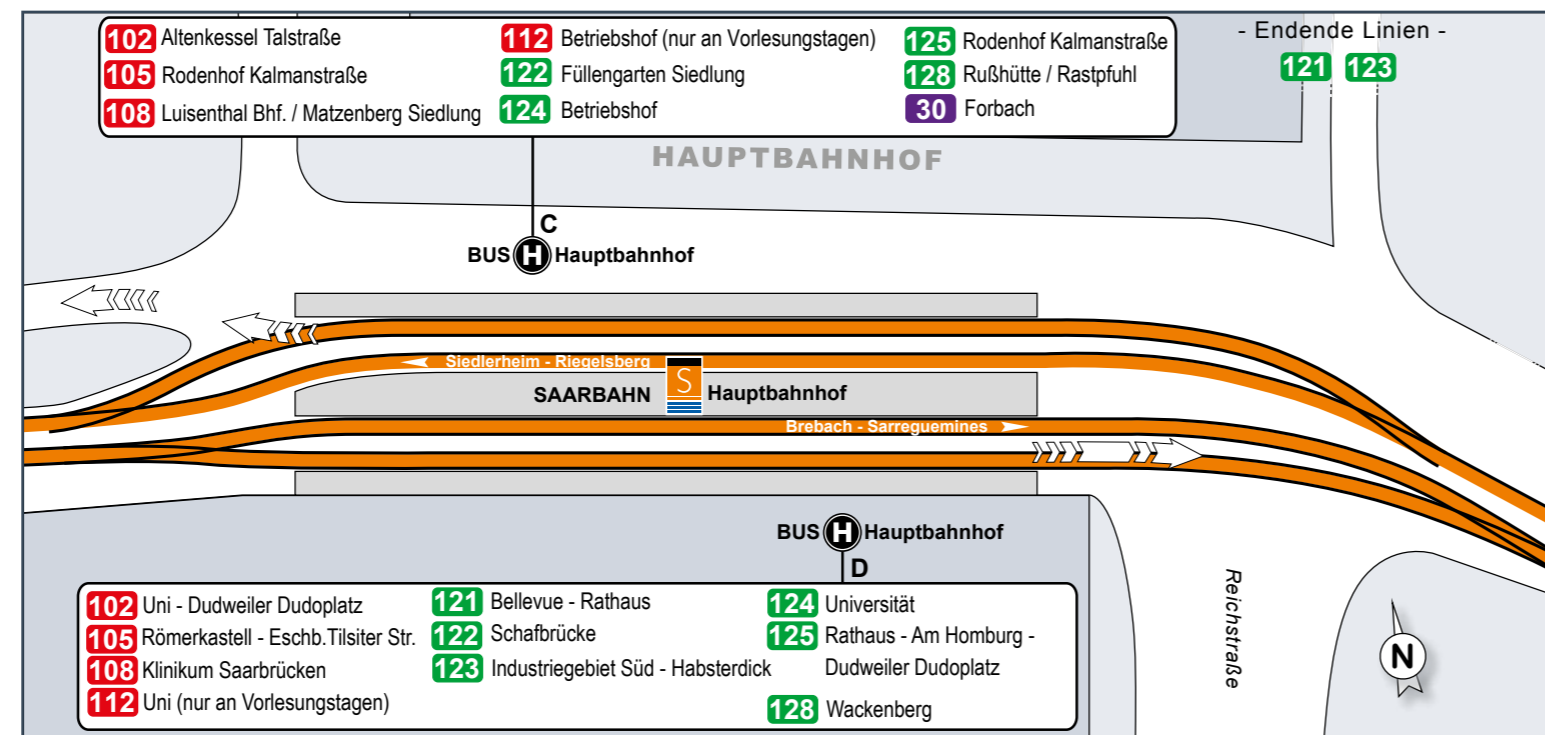 102 Altenkessel Talstraße
105 Rodenhof Kalmanstraße
108 Luisenthal Bhf. / Matzenberg Siedlung
112 Betriebshof (nur an Vorlesungstagen)
122 Füllengarten Siedlung
124 Betriebshof
125 Rodenhof Kalmanstraße
128 Rußhütte / Rastpfuhl
30 Forbach
- Endende Linien -
121 123
HAUPTBAHNHOF
C
BUS H Hauptbahnhof
Siedlerheim - Riegelsberg
SAARBAHN S Hauptbahnhof
Brebach - Sarreguemines
BUS H Hauptbahnhof
D
102 Uni - Dudweiler Dudoplatz
105 Römerkastell - Eschb.Tilsiter Str.
108 Klinikum Saarbrücken
112 Uni (nur an Vorlesungstagen)
121 Bellevue - Rathaus
122 Schafbrücke
123 Industriegebiet Süd - Habsterdick
124 Universität
125 Rathaus - Am Homburg -
Dudweiler Dudoplatz
128 Wackenberg
Reichstraße
N